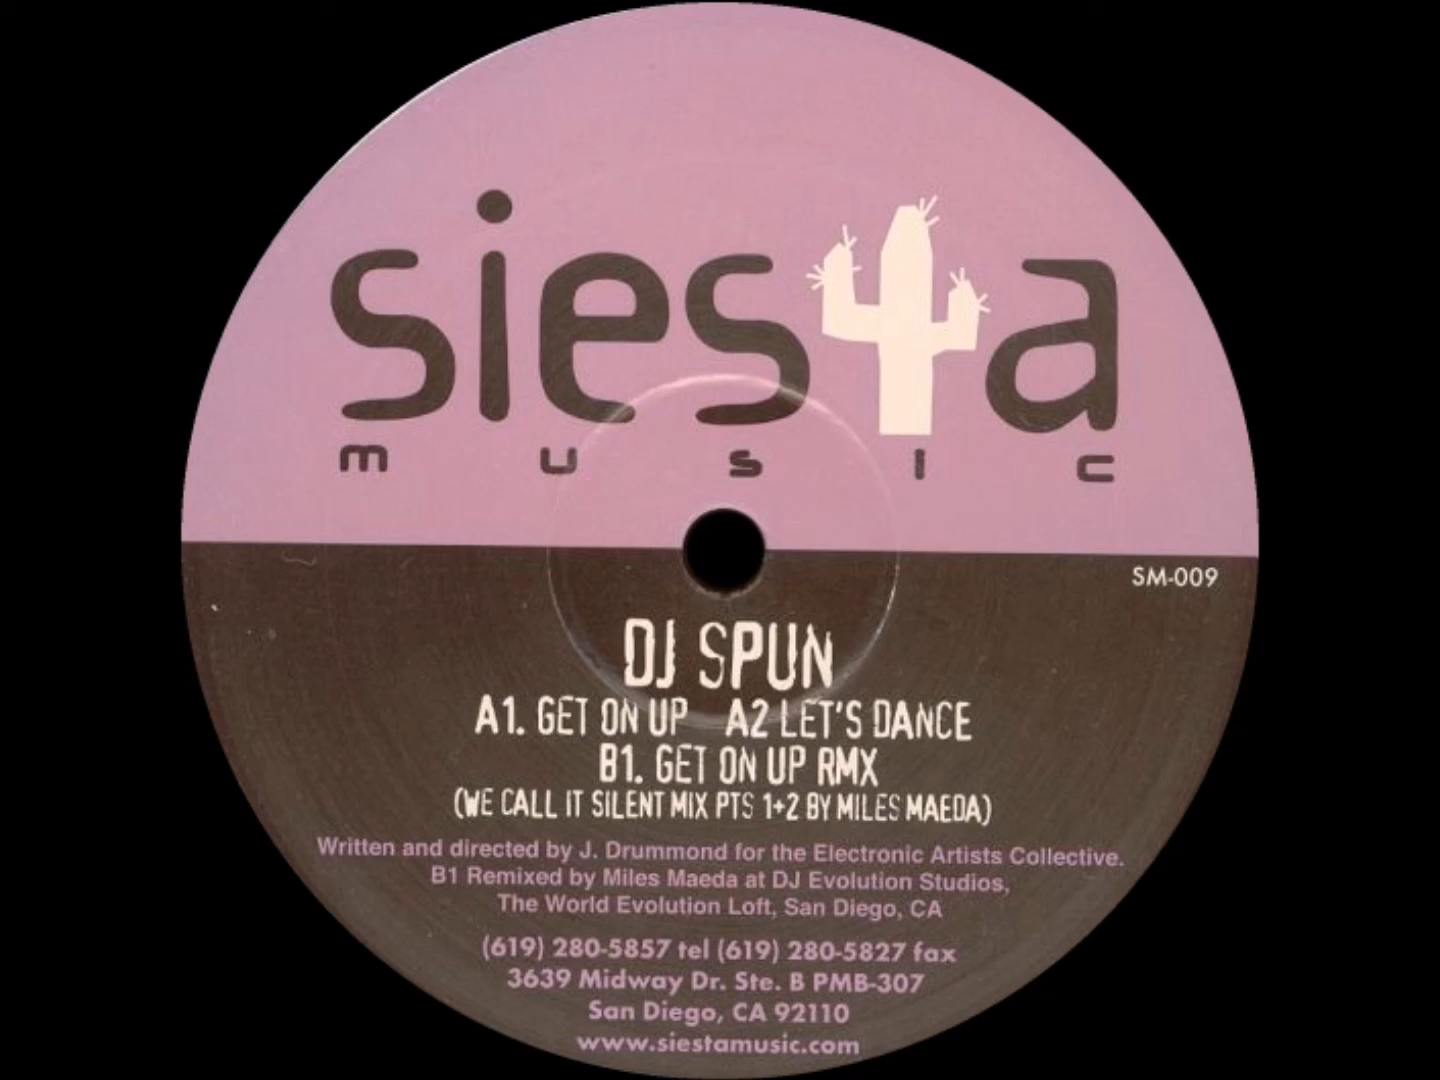 siesta
music
SM-009
DJ SPUN
A1. GET ON UP A2 LET'S DANCE
B1. GET ON UP RMX
(WE CALL IT SILENT MIX PTS 1+2 BY MILES MAEDA)
Written and directed by J. Drummond for the Electronic Artists Collective.
B1 Remixed by Miles Maeda at DJ Evolution Studios,
The World Evolution Loft, San Diego, CA
(619) 280-5857 tel (619) 280-5827 fax
3639 Midway Dr. Ste. B PMB-307
San Diego, CA 92110
www.siestamusic.com